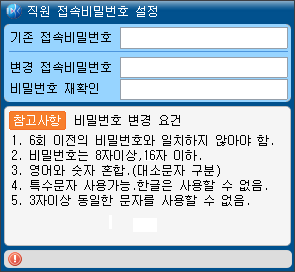 직원 접속비밀번호 설정
기존 접속비밀번호
변경 접속비밀번호
비밀번호 재확인
참고사항 비밀번호 변경 요건
1. 6회 이전의 비밀번호와 일치하지 않아야 함.
2. 비밀번호는 8자이상,16자 이하.
3. 영어와 숫자 혼합.(대소문자 구분)
4. 특수문자 사용가능.한글은 사용할 수 없음.
5. 3자이상 동일한 문자를 사용할 수 없음.